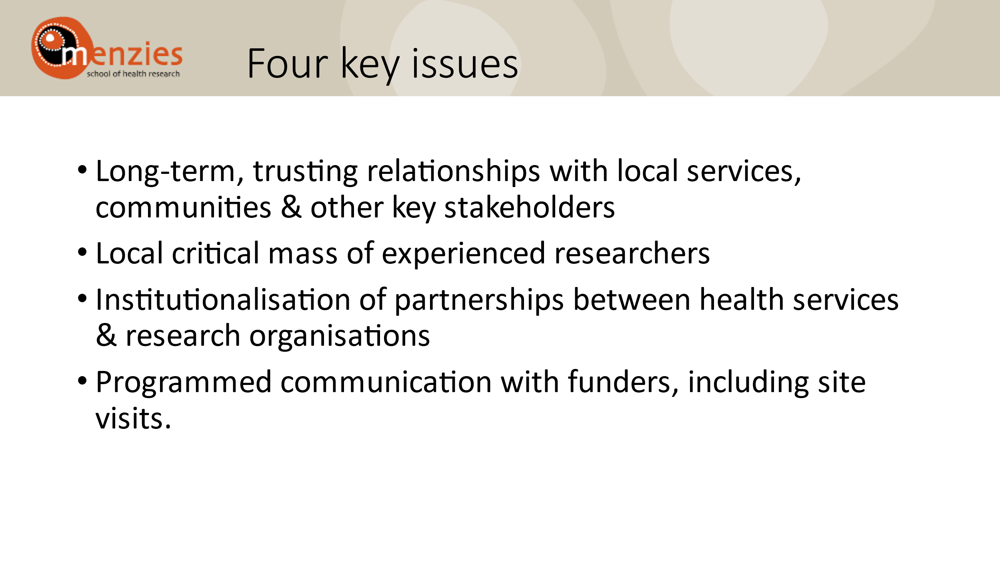 menzies
school of health research
Four key issues
• Long-term, trusting relationships with local services,
communities & other key stakeholders
• Local critical mass of experienced researchers
• Institutionalisation of partnerships between health services
& research organisations
• Programmed communication with funders, including site
visits.